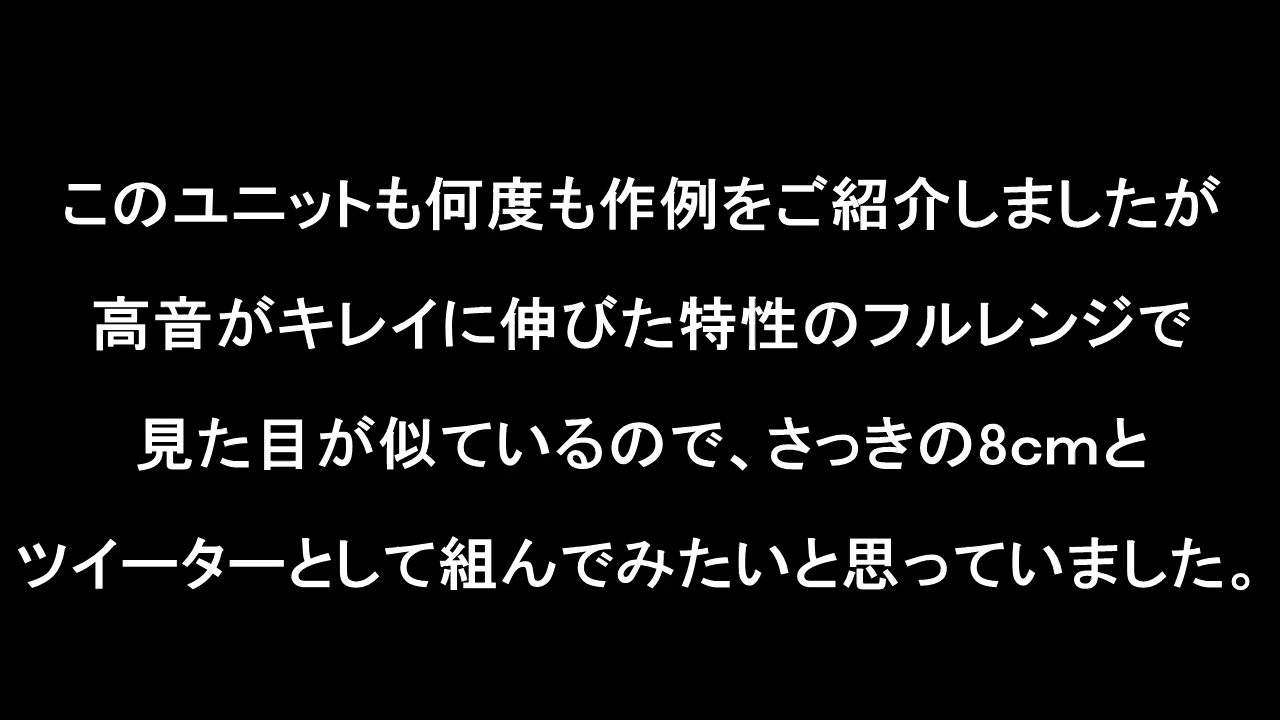 このユニットも何度も作例をご紹介しましたが
高音がキレイに伸びた特性のフルレンジで
見た目が似ているので、さっきの8cmと
ツイーターとして組んでみたいと思っていました。